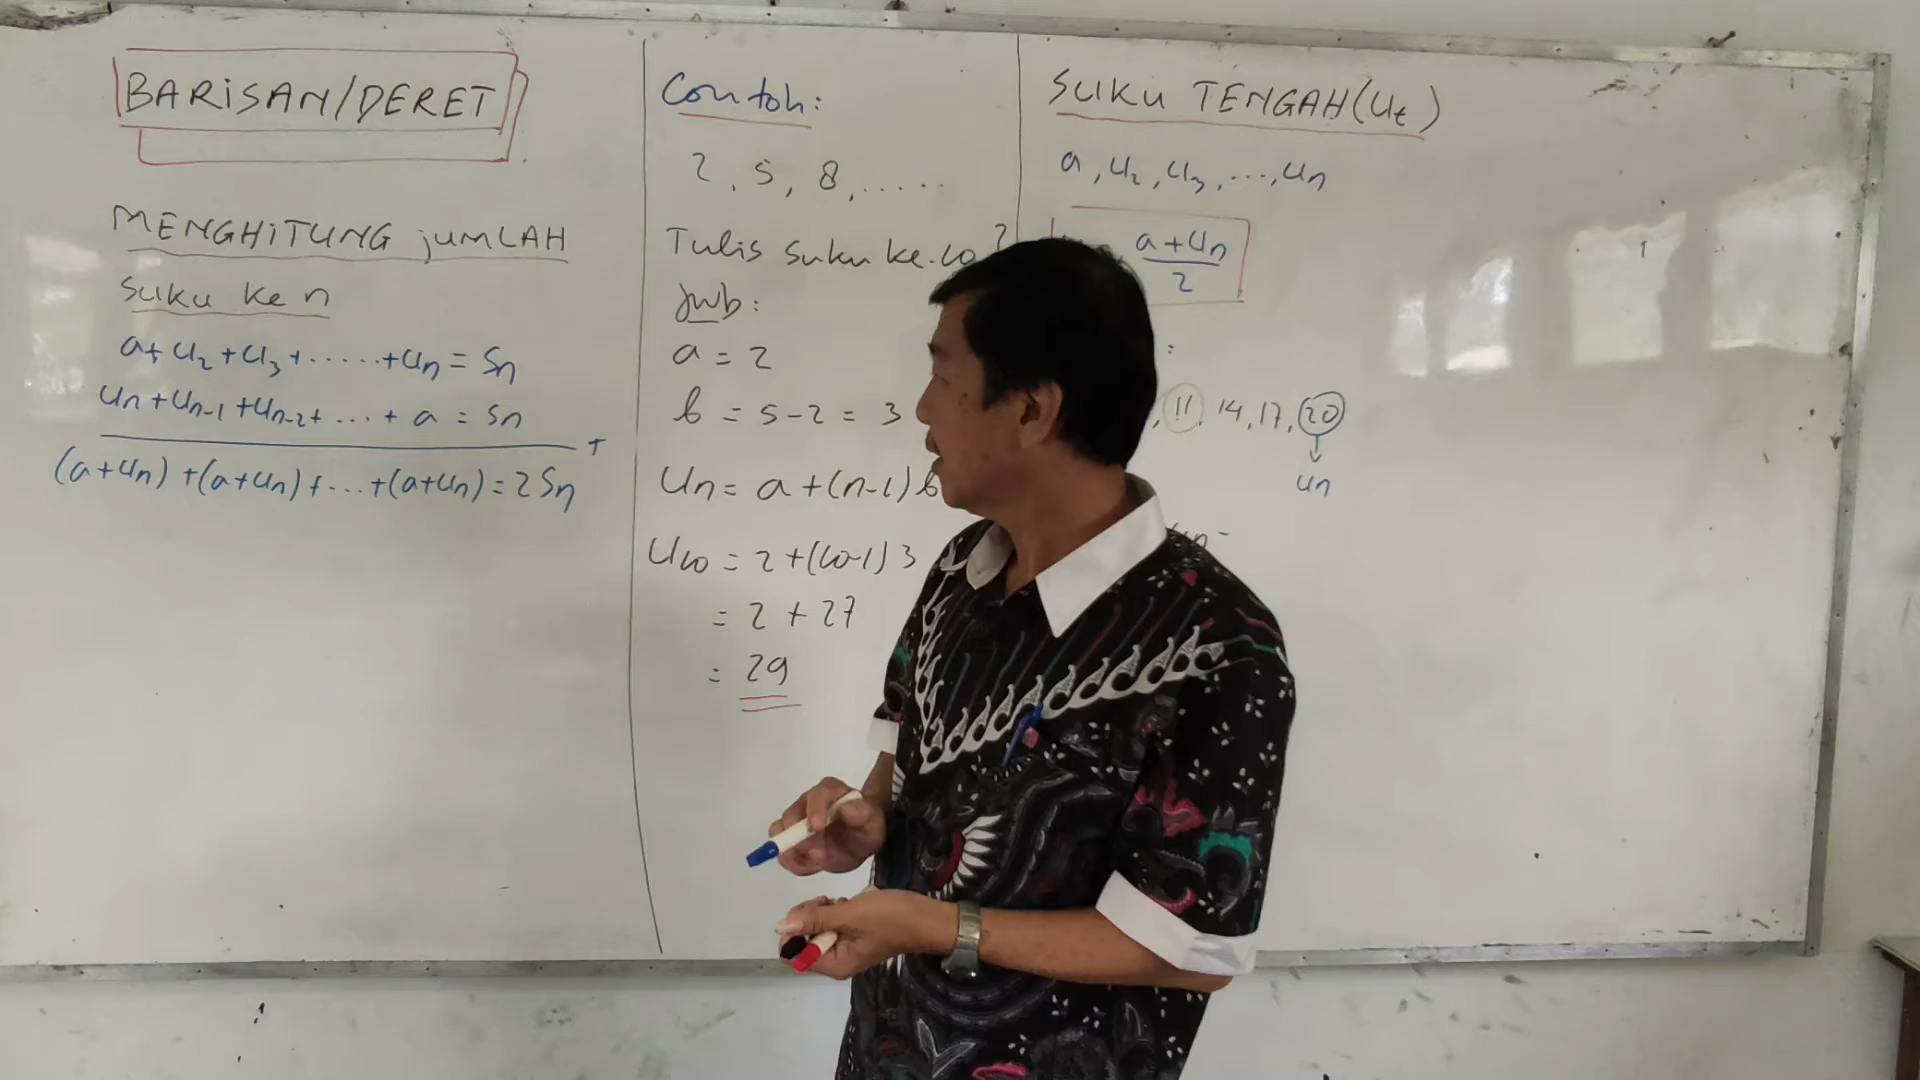 BARISAN/DERET
MENGHITUNG JUMLAH
Suku ke n
a+U₂+U₃+......+Uₙ = Sₙ
Uₙ+Uₙ₋₁+Uₙ₋₂+...+ a = Sₙ
+
(a+Uₙ)+(a+Uₙ)+...+(a+Uₙ)=2Sₙ
Contoh:
2, 5, 8, ......
Tulis suku ke-10?
Jwb:
a = 2
b = 5-2 = 3
Uₙ = a+(n-1)b
U₁₀ = 2+(10-1)3
= 2 + 27
= 29
SUKU TENGAH (Uₜ)
a, U₂, U₃, ..., Uₙ
a+Uₙ
2
:
, 11, 14, 17, 20
↓
Uₙ